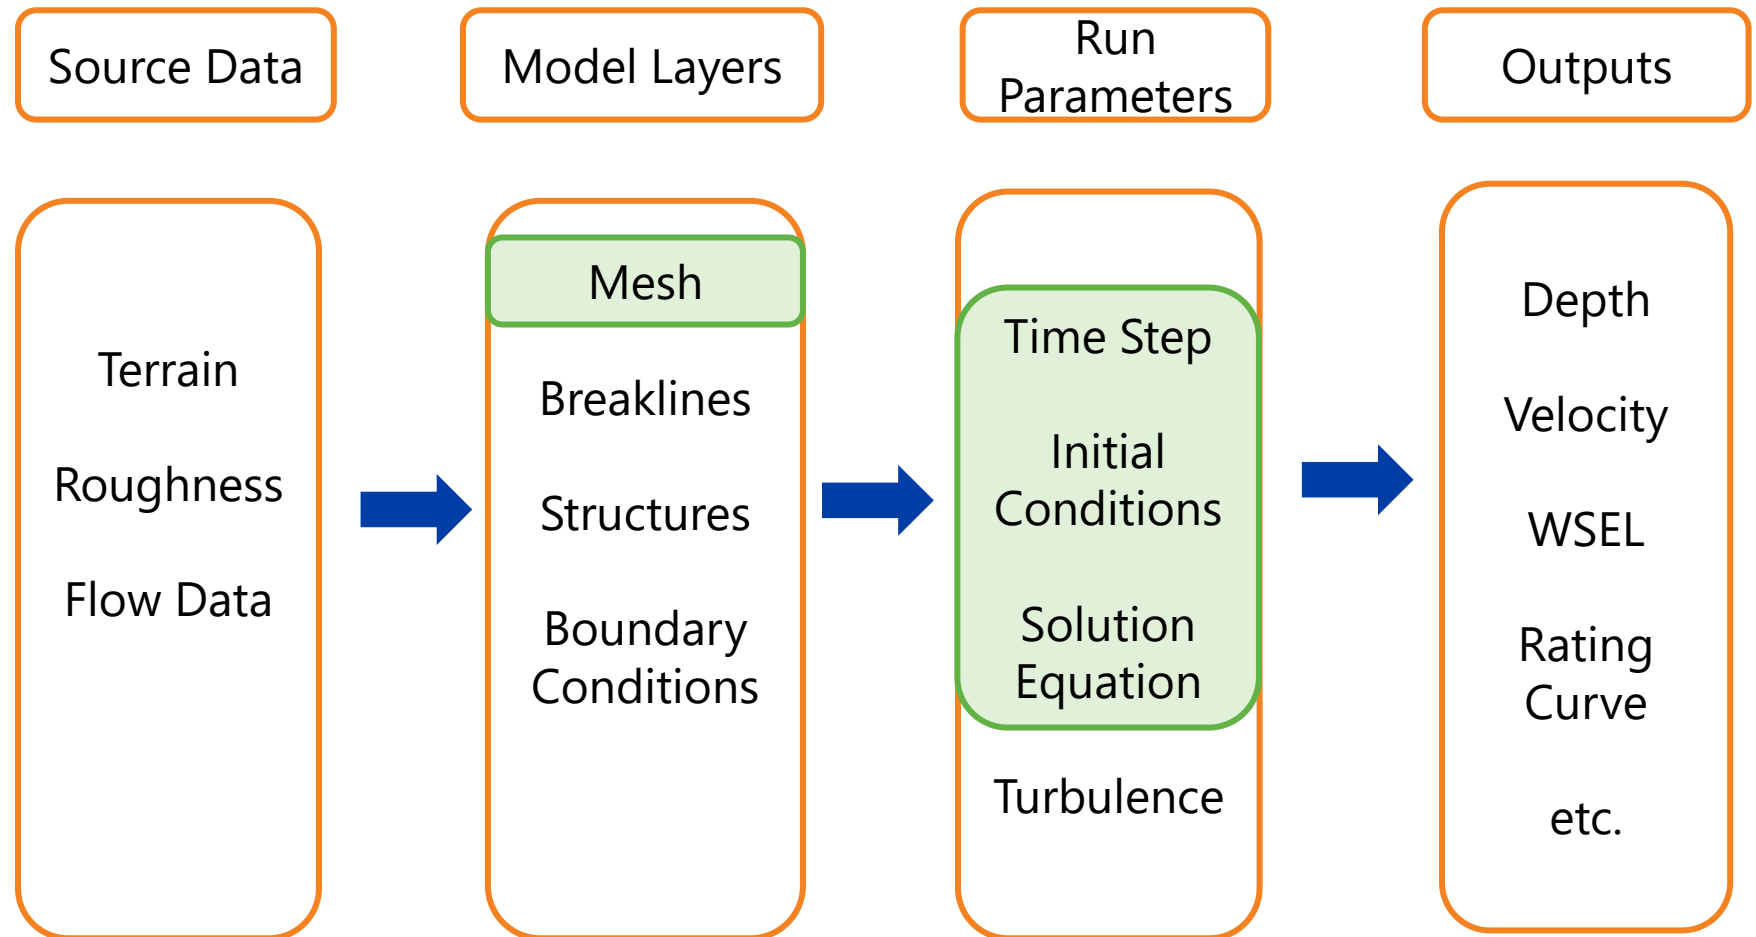 Source Data
Model Layers
Run
Parameters
Outputs
Terrain
Roughness
Flow Data
Mesh
Breaklines
Structures
Boundary
Conditions
Time Step
Initial
Conditions
Solution
Equation
Turbulence
Depth
Velocity
WSEL
Rating
Curve
etc.